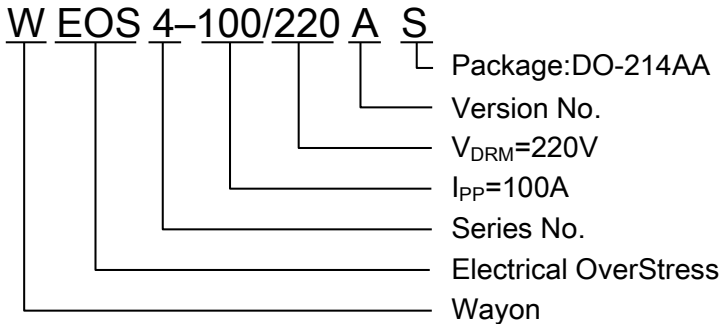 W EOS 4–100/220 A S
Package:DO-214AA
Version No.
VDRM=220V
IPP=100A
Series No.
Electrical OverStress
Wayon